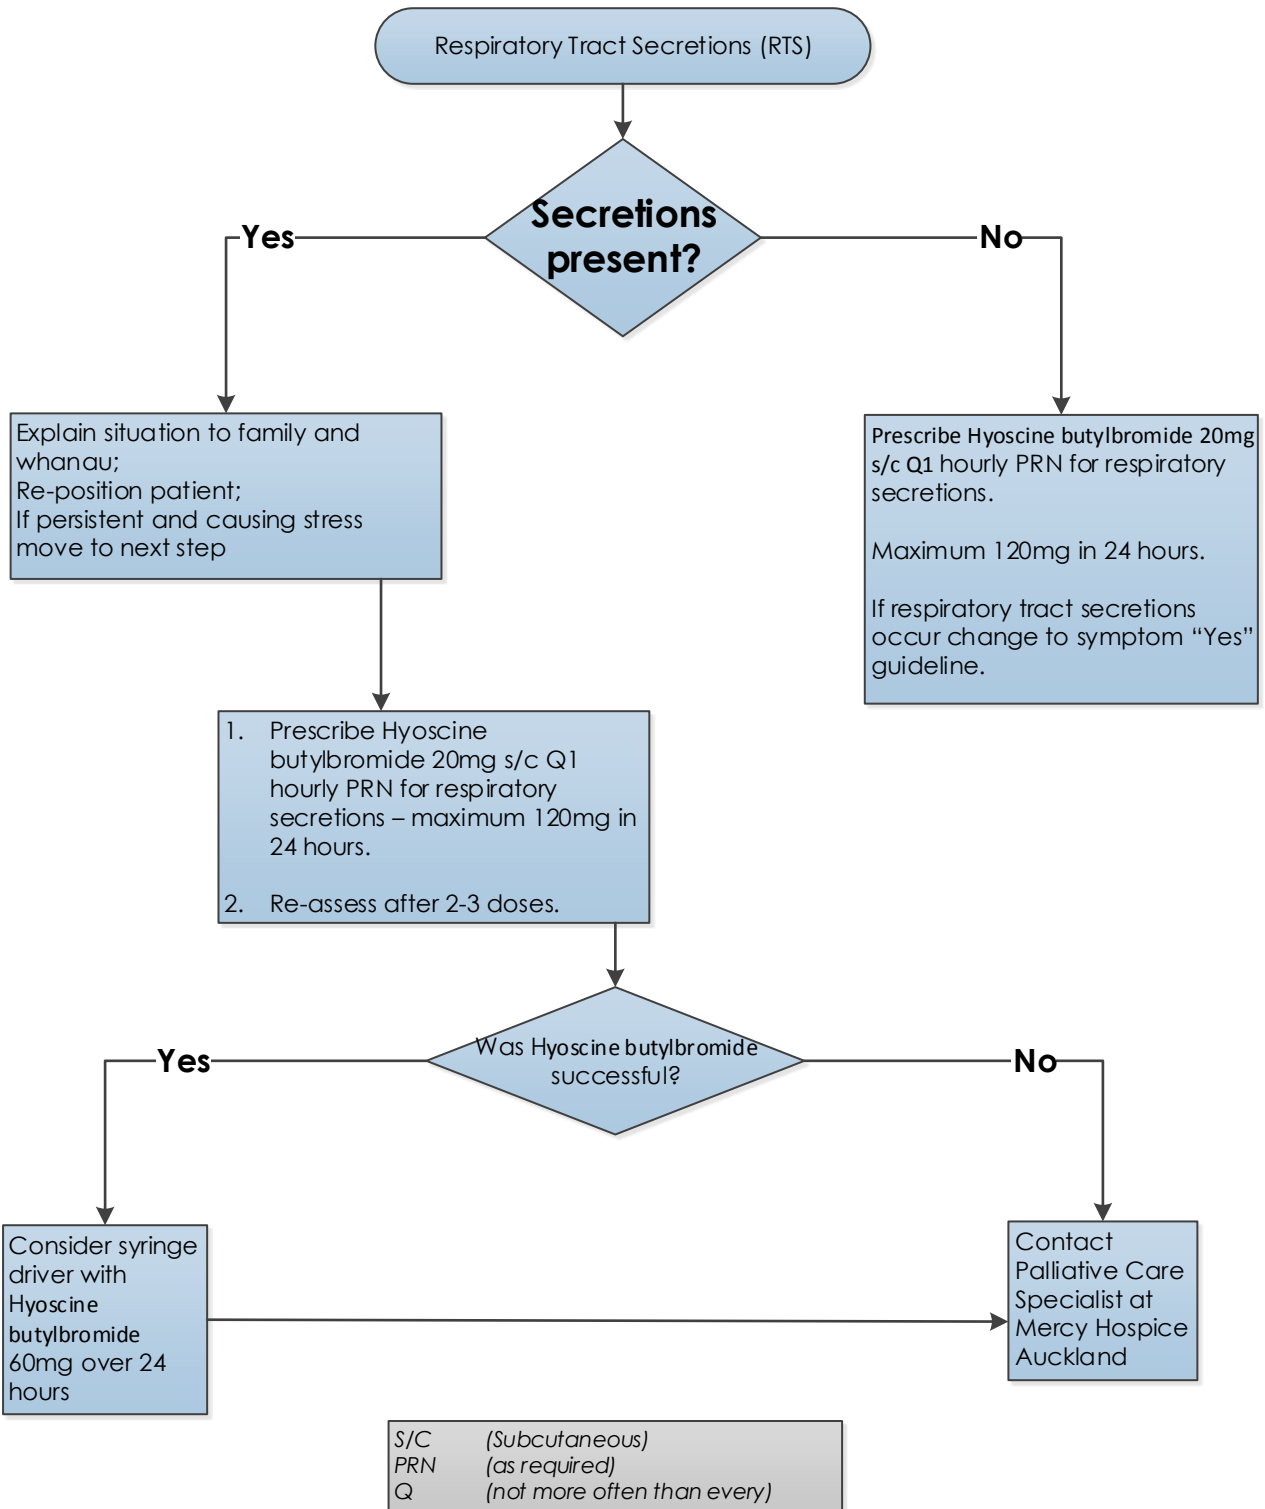 Respiratory Tract Secretions (RTS)
Secretions
present?
Yes
No
Explain situation to family and
whanau;
Re-position patient;
If persistent and causing stress
move to next step
Prescribe Hyoscine butylbromide 20mg
s/c Q1 hourly PRN for respiratory
secretions.
Maximum 120mg in 24 hours.
If respiratory tract secretions
occur change to symptom “Yes”
guideline.
1. Prescribe Hyoscine
butylbromide 20mg s/c Q1
hourly PRN for respiratory
secretions – maximum 120mg in
24 hours.
2. Re-assess after 2-3 doses.
Was Hyoscine butylbromide
successful?
Yes
No
Consider syringe
driver with
Hyoscine
butylbromide
60mg over 24
hours
Contact
Palliative Care
Specialist at
Mercy Hospice
Auckland
S/C (Subcutaneous)
PRN (as required)
Q (not more often than every)